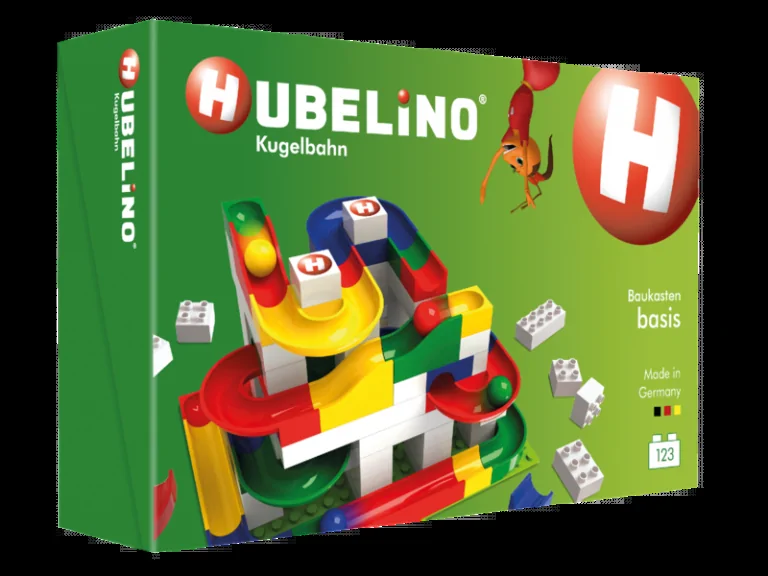 HUBELiNO®
Kugelbahn
HUBELiNO®
Kugelbahn
H
H
H
Baukasten
basis
Made in
Germany
123